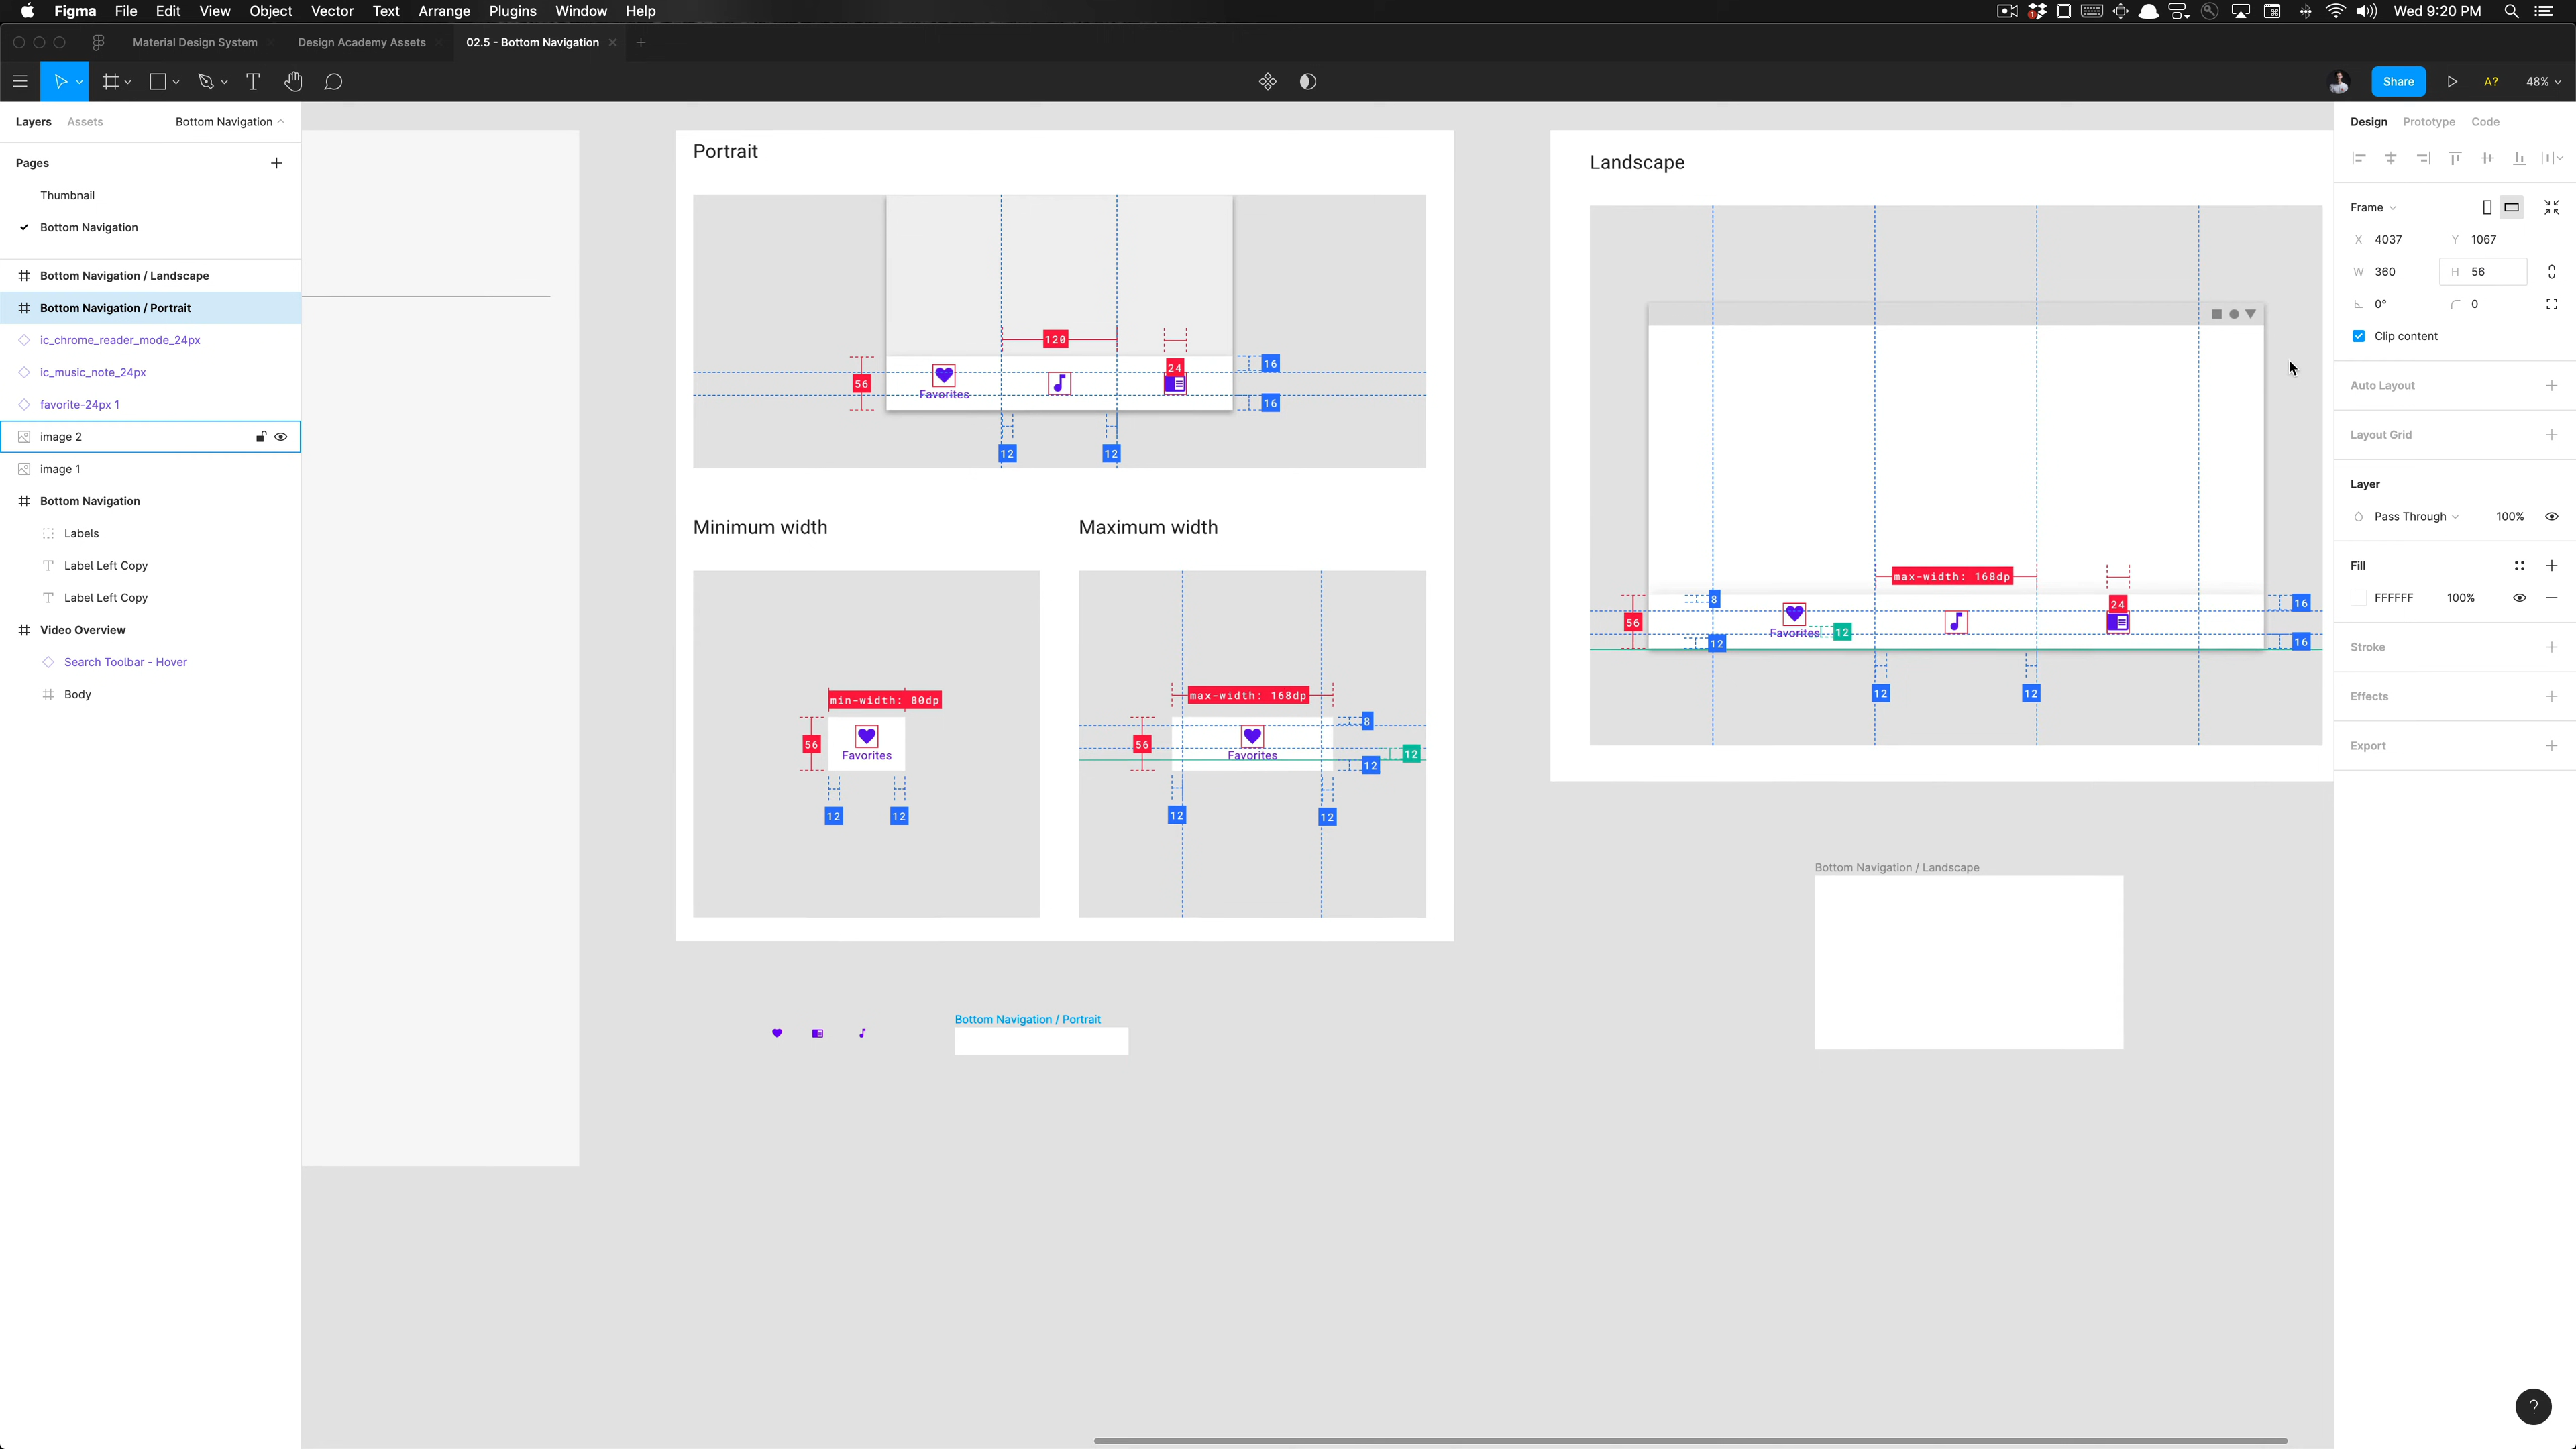 Figma File Edit View Object Vector Text Arrange Plugins Window Help
Wed 9:20 PM
Material Design System
Design Academy Assets
02.5 - Bottom Navigation
Share
A?
48%
Layers Assets
Bottom Navigation
Pages
Thumbnail
Bottom Navigation
Bottom Navigation / Landscape
Bottom Navigation / Portrait
ic_chrome_reader_mode_24px
ic_music_note_24px
favorite-24px 1
image 2
image 1
Bottom Navigation
Labels
Label Left Copy
Label Left Copy
Video Overview
Search Toolbar - Hover
Body
Portrait
120
24
16
56
Favorites
16
12
12
Minimum width
Maximum width
min-width: 80dp
56
Favorites
12
12
max-width: 168dp
8
56
Favorites
12
12
12
12
Bottom Navigation / Portrait
Landscape
max-width: 168dp
8
24
16
56
Favorites
12
12
16
12
12
Bottom Navigation / Landscape
Design Prototype Code
Frame
X 4037 Y 1067
W 360 H 56
0° 0
Clip content
Auto Layout
Layout Grid
Layer
Pass Through 100%
Fill
FFFFFF 100%
Stroke
Effects
Export
?